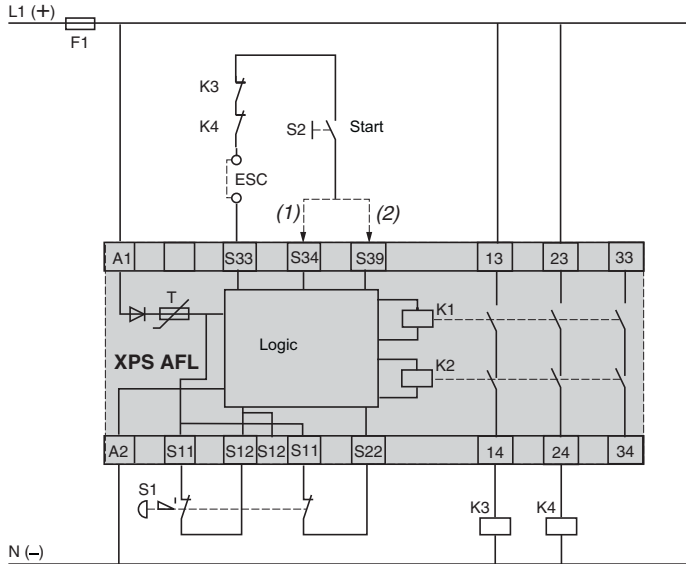 L1 (+)
F1
K3
K4
S2
Start
ESC
(1)
(2)
A1
S33
S34
S39
13
23
33
T
K1
Logic
XPS AFL
K2
A2
S11
S12
S12
S11
S22
14
24
34
S1
K3
K4
N (–)